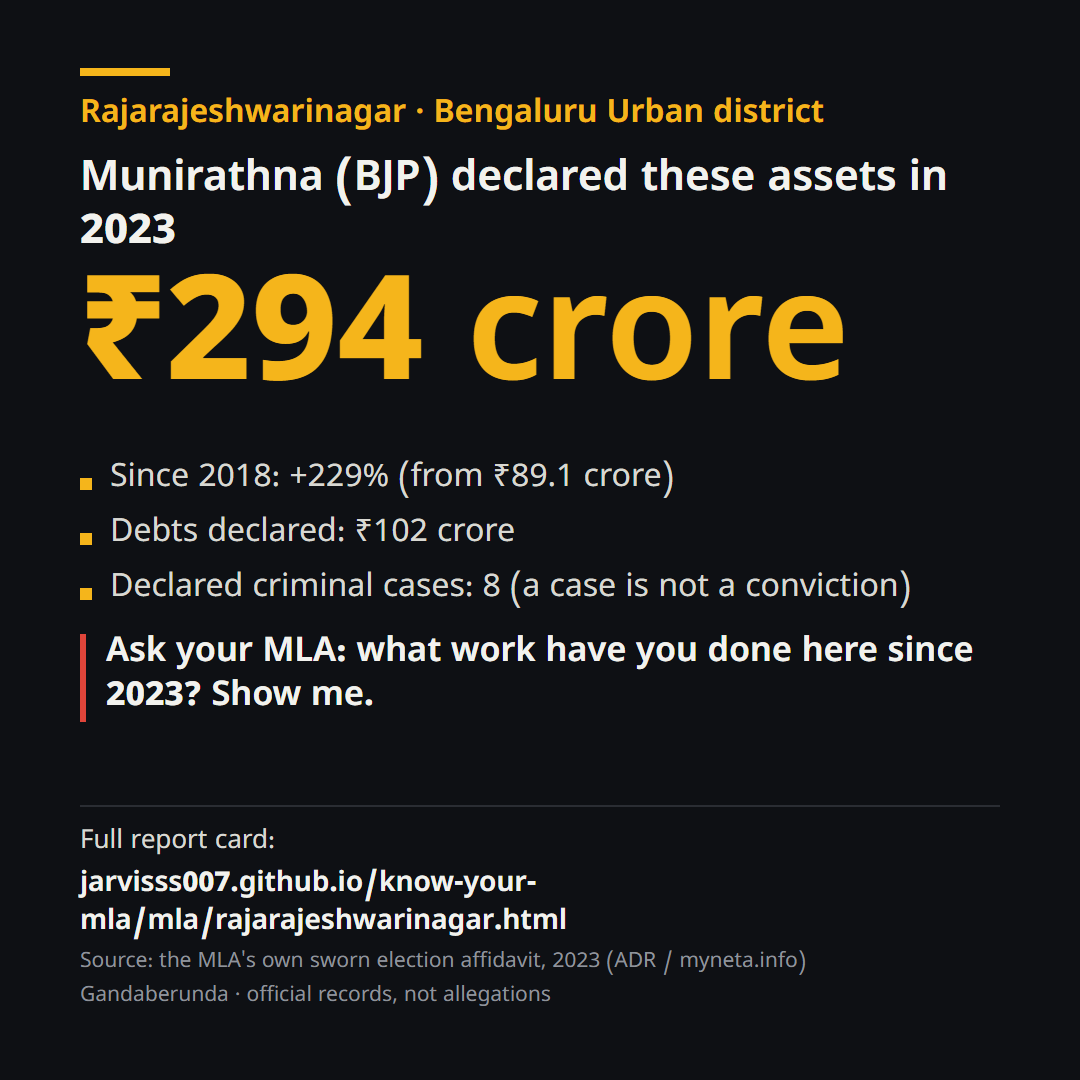 Rajarajeshwarinagar · Bengaluru Urban district
Munirathna (BJP) declared these assets in
2023
₹294 crore
Since 2018: +229% (from ₹89.1 crore)
Debts declared: ₹102 crore
Declared criminal cases: 8 (a case is not a conviction)
Ask your MLA: what work have you done here since
2023? Show me.
Full report card:
jarvisss007.github.io/know-your-
mla/mla/rajarajeshwarinagar.html
Source: the MLA's own sworn election affidavit, 2023 (ADR / myneta.info)
Gandaberunda · official records, not allegations